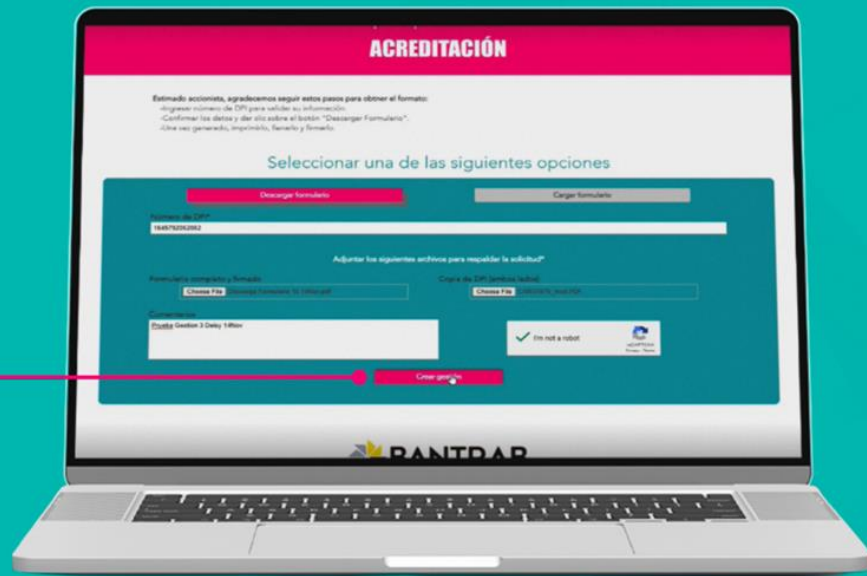 ACREDITACIÓN
Estimado accionista, agradecemos seguir estos pasos para obtner el formato:
-Ingresar número de DPI para validar su información.
-Confirmar los datos y dar clic sobre el botón "Descargar Formulario".
-Una vez generado, imprimirlo, llenarlo y firmarlo.
Seleccionar una de las siguientes opciones
Descargar formulario
Cargar formulario
Número de DPI*
Adjuntar los siguientes archivos para respaldar la solicitud*
Formulario completo y firmado
Copia de DPI (ambos lados)
Choose File
Choose File
Comentarios
Prueba Gestion 3 Deisy 14Nov
I'm not a robot
reCAPTCHA
Crear gestión
BANTRAB